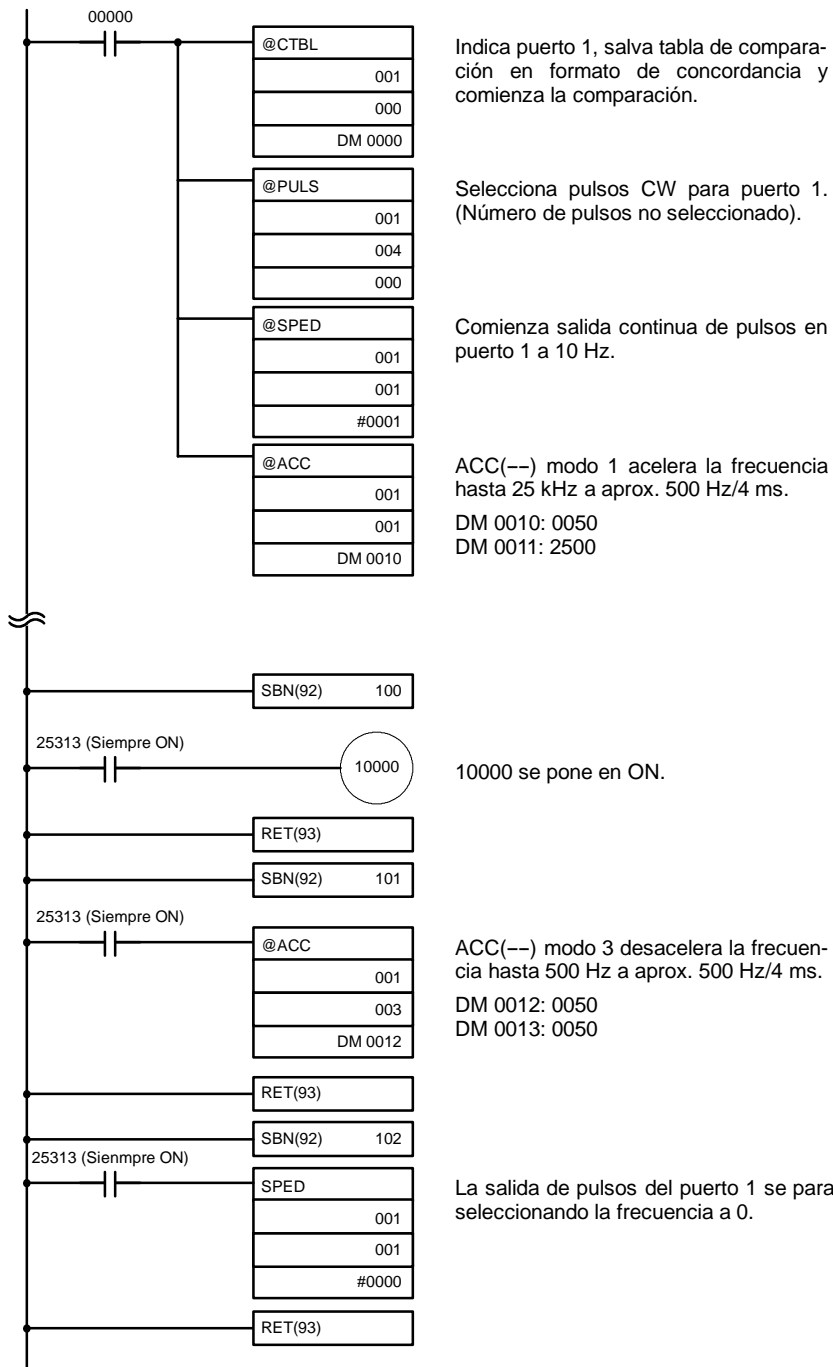 00000
@CTBL
001
000
DM 0000
Indica puerto 1, salva tabla de compara-
ción en formato de concordancia y
comienza la comparación.
@PULS
001
004
000
Selecciona pulsos CW para puerto 1.
(Número de pulsos no seleccionado).
@SPED
001
001
#0001
Comienza salida continua de pulsos en
puerto 1 a 10 Hz.
@ACC
001
001
DM 0010
ACC(--) modo 1 acelera la frecuencia
hasta 25 kHz a aprox. 500 Hz/4 ms.
DM 0010: 0050
DM 0011: 2500
SBN(92) 100
25313 (Siempre ON)
10000
10000 se pone en ON.
RET(93)
SBN(92) 101
25313 (Siempre ON)
@ACC
001
003
DM 0012
ACC(--) modo 3 desacelera la frecuen-
cia hasta 500 Hz a aprox. 500 Hz/4 ms.
DM 0012: 0050
DM 0013: 0050
RET(93)
SBN(92) 102
25313 (Sienmpre ON)
SPED
001
001
#0000
La salida de pulsos del puerto 1 se para
seleccionando la frecuencia a 0.
RET(93)